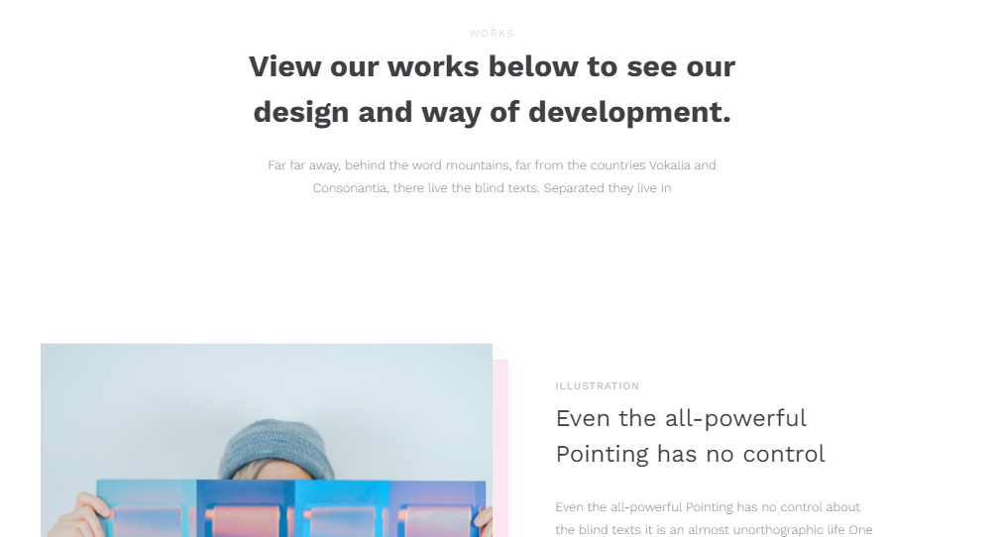 WORKS
View our works below to see our
design and way of development.
Far far away, behind the word mountains, far from the countries Vokalia and
Consonantia, there live the blind texts. Separated they live in
ILLUSTRATION
Even the all-powerful
Pointing has no control
Even the all-powerful Pointing has no control about
the blind texts it is an almost unorthographic life One